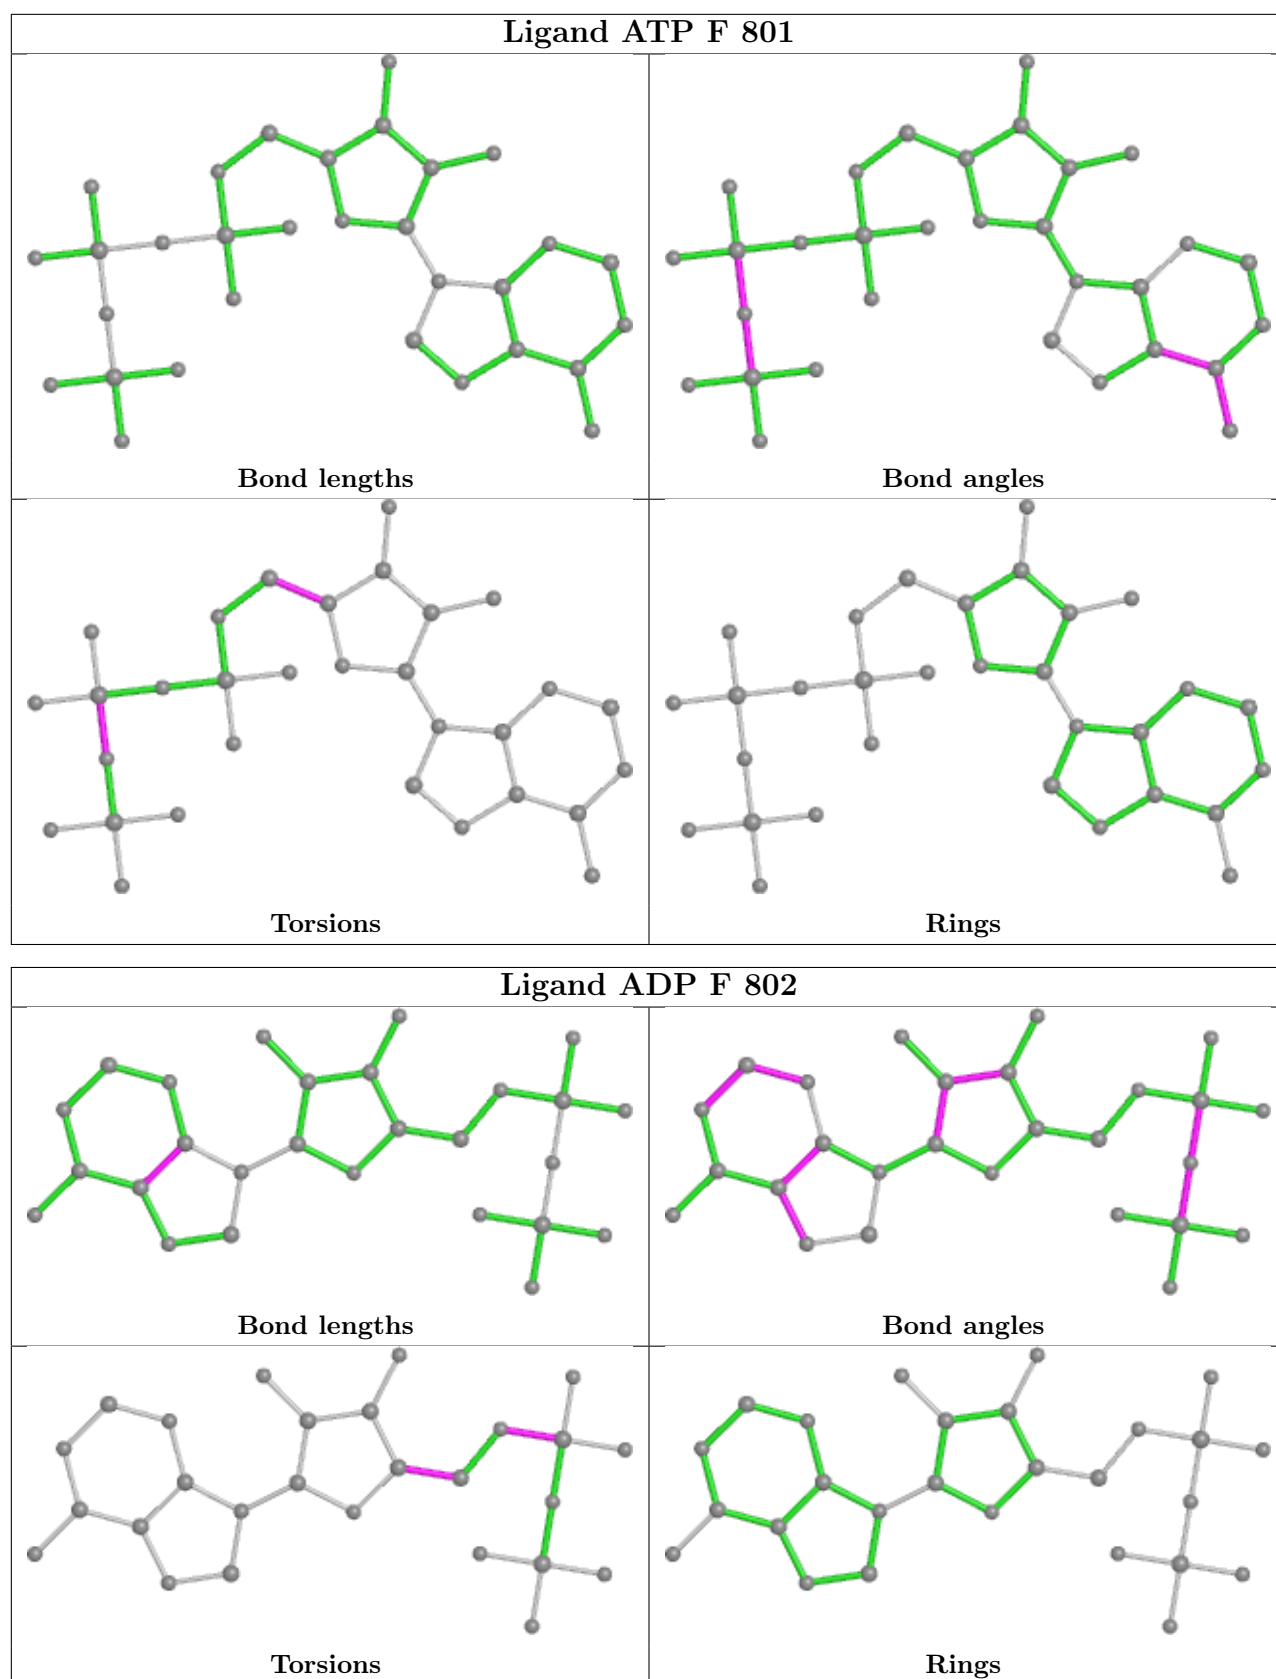 Ligand ATP F 801
Bond lengths
Bond angles
Torsions
Rings
Ligand ADP F 802
Bond lengths
Bond angles
Torsions
Rings